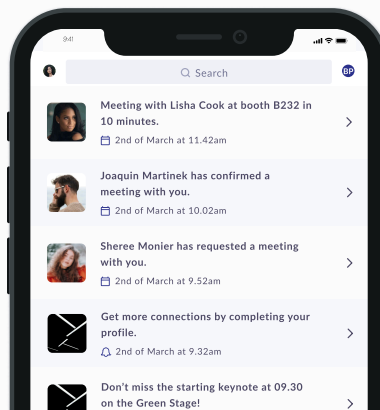 9:41
Search
BP
Meeting with Lisha Cook at booth B232 in
10 minutes.
2nd of March at 11.42am
Joaquin Martinek has confirmed a
meeting with you.
2nd of March at 10.02am
Sheree Monier has requested a meeting
with you.
2nd of March at 9.52am
Get more connections by completing your
profile.
2nd of March at 9.32am
Don’t miss the starting keynote at 09.30
on the Green Stage!